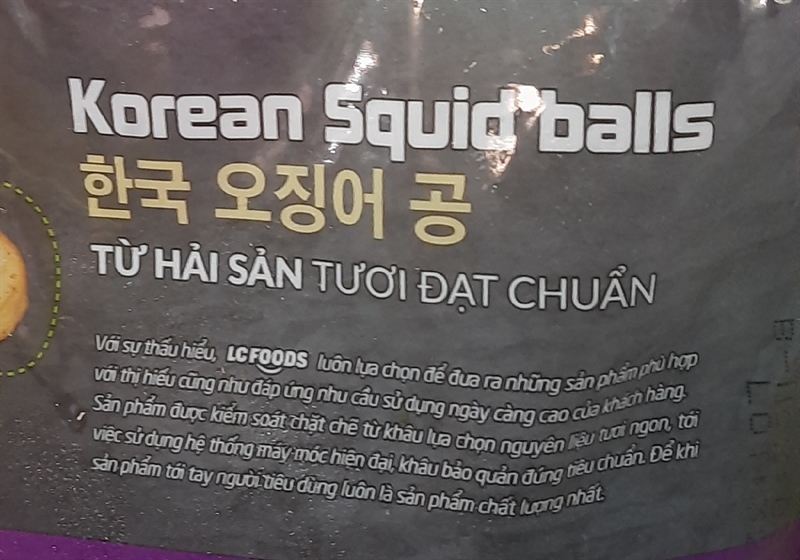 Korean Squid balls
한국 오징어 공
TỪ HẢI SẢN TƯƠI ĐẠT CHUẨN
Với sự thấu hiểu, LCFOODS luôn lựa chọn để đưa ra những sản phẩm phù hợp
với thị hiếu cũng như đáp ứng nhu cầu sử dụng ngày càng cao của khách hàng.
Sản phẩm được kiểm soát chặt chẽ từ khâu lựa chọn nguyên liệu tươi ngon, tới
việc sử dụng hệ thống máy móc hiện đại, khâu bảo quản đúng tiêu chuẩn. Để khi
sản phẩm tới tay người tiêu dùng luôn là sản phẩm chất lượng nhất.